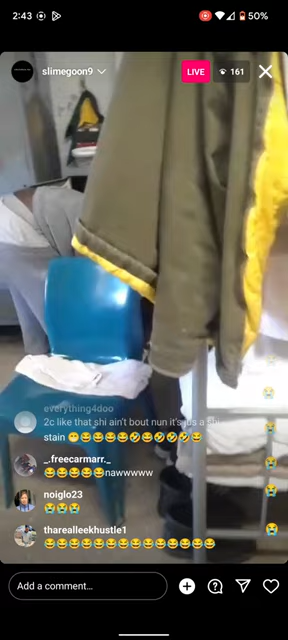 2:43
50%
slimegoon9
LIVE
161
everything4doo
2c like that shi ain't bout nun it's jus a
stain 😁😂😂😂😂🤣😂🤣🤣🤣😂
_.freecarmarr._
😂😂😂😂😂nawwwww
noiglo23
😭😭😭
tharealleekhustle1
😂😂😂😂😂😂😂😂😂😂😂😂😂😂
Add a comment…